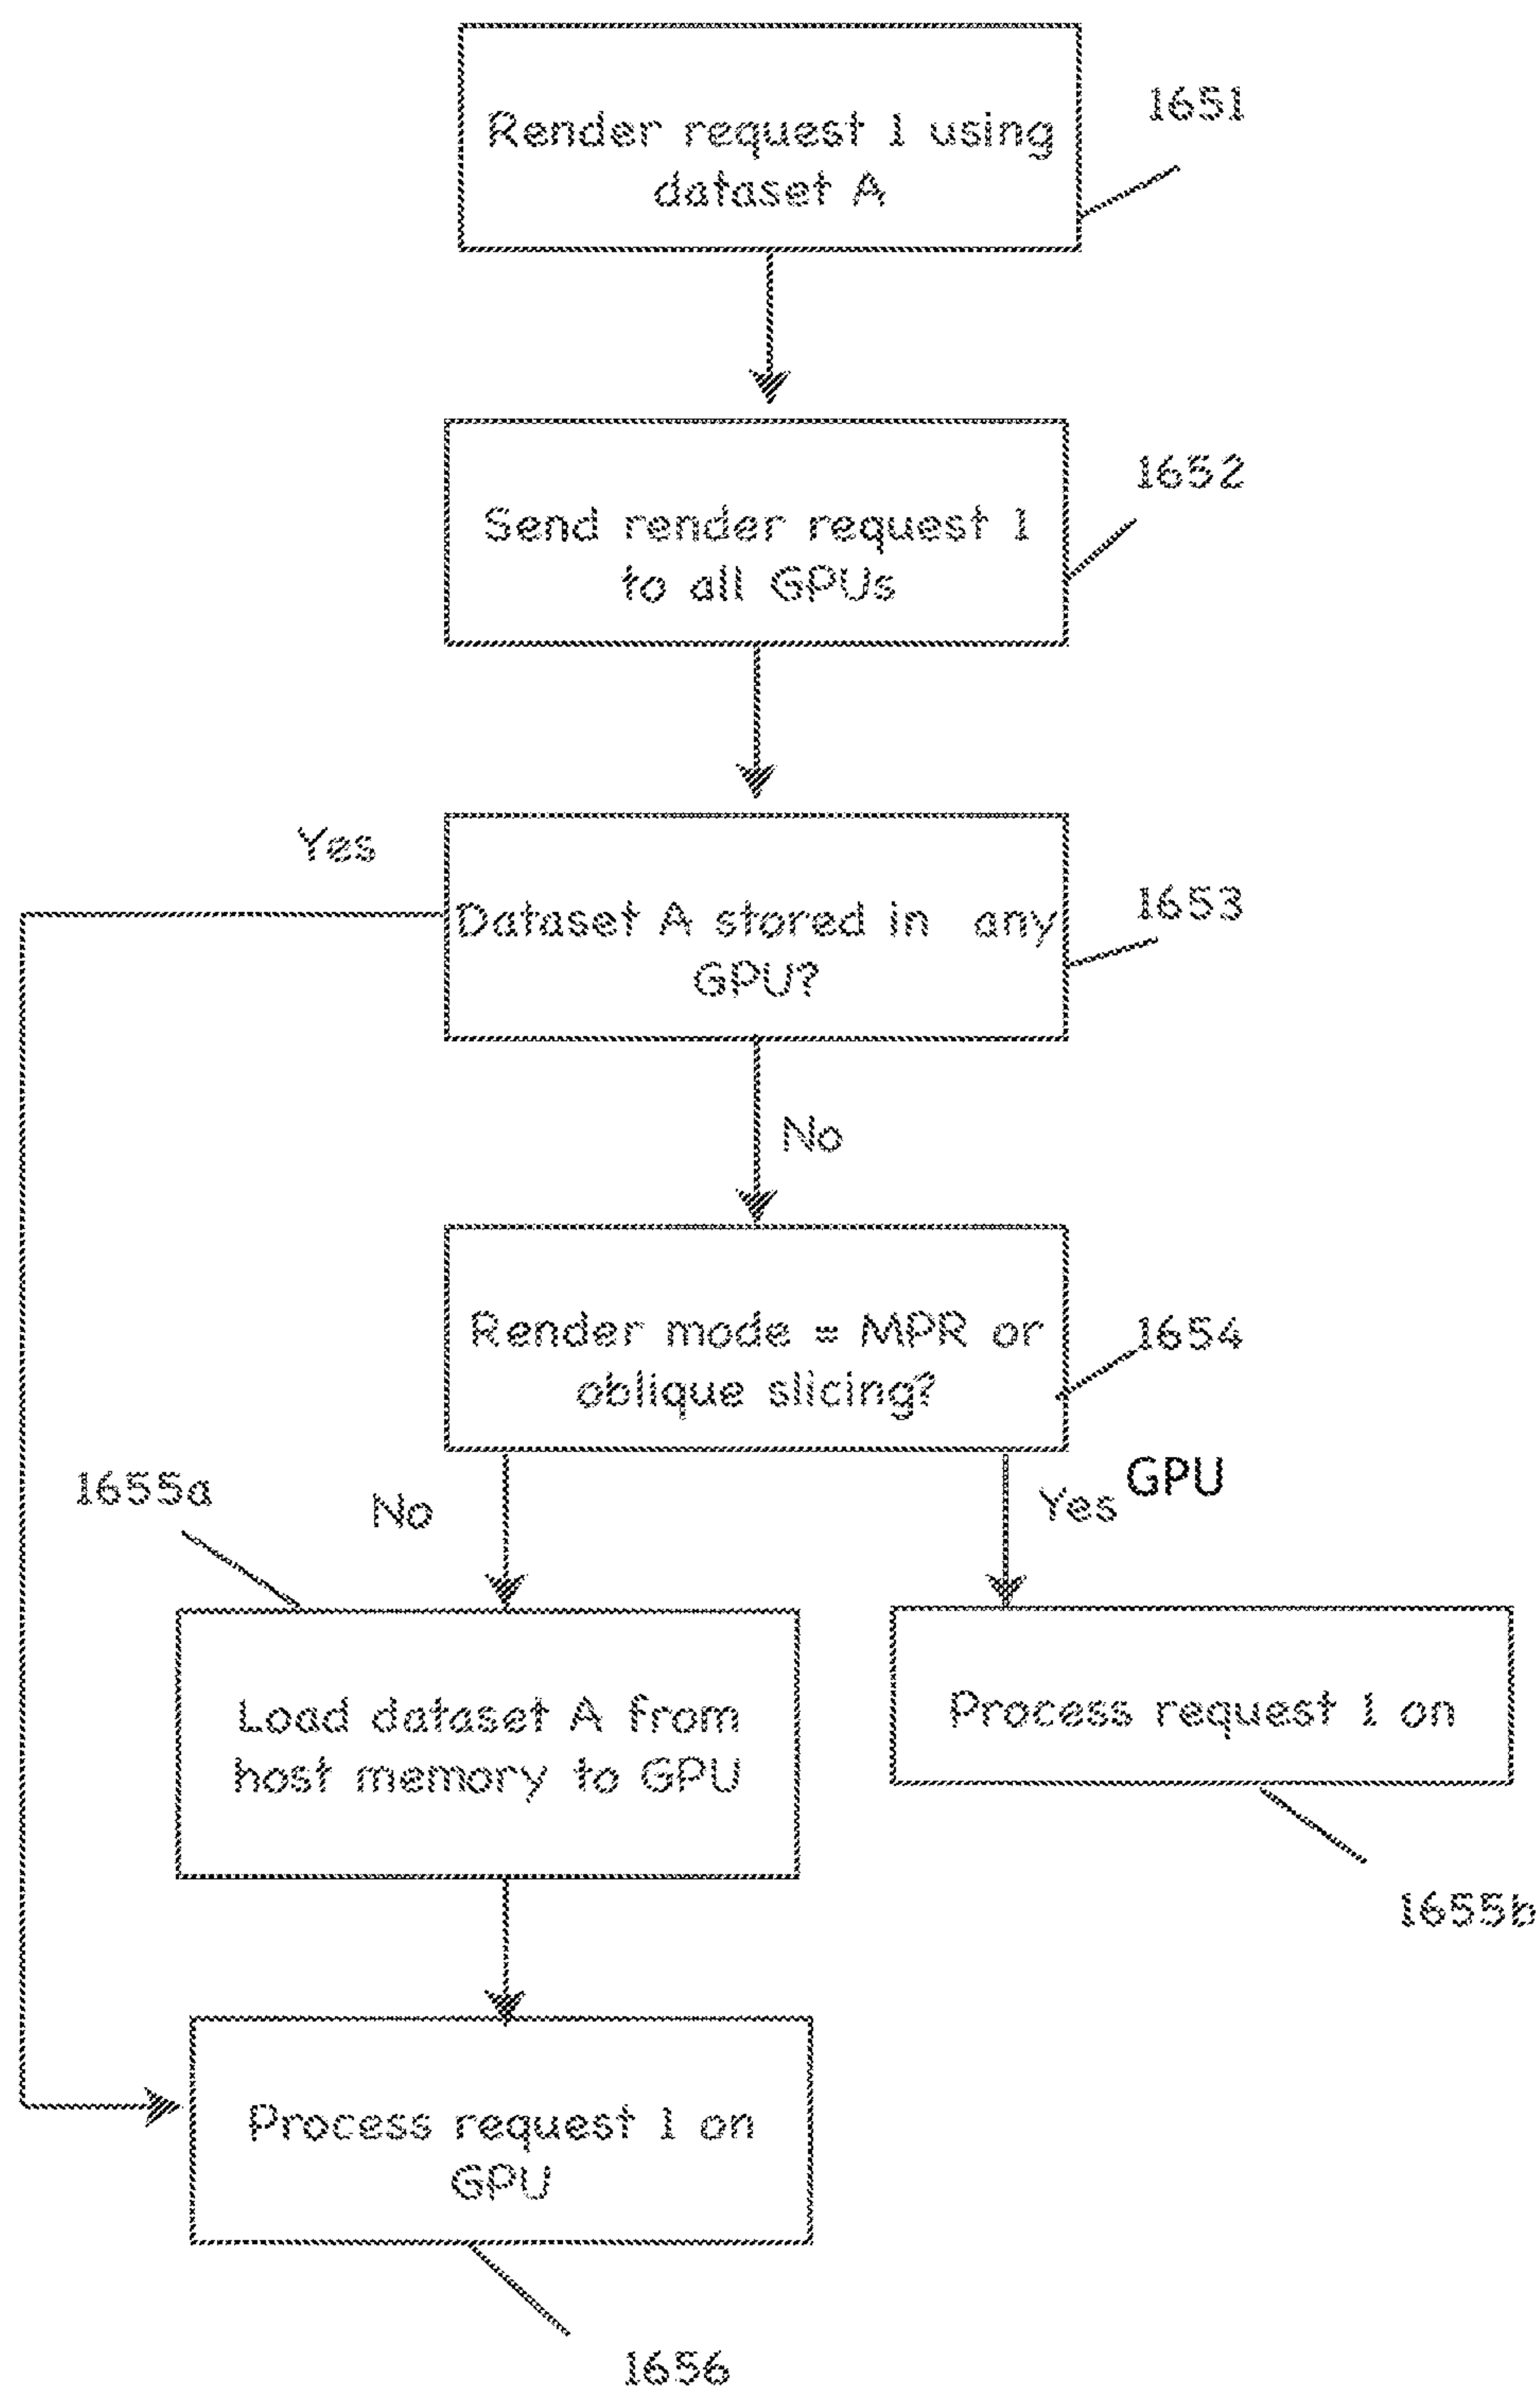 Render request 1 using
dataset A
1651
Send render request 1
to all GPUs
1652
Yes
Dataset A stored in any
GPU?
1653
No
Render mode = MPR or
oblique slicing?
1654
1655a
No
Yes
GPU
Load dataset A from
host memory to GPU
Process request 1 on
1655b
Process request 1 on
GPU
1656